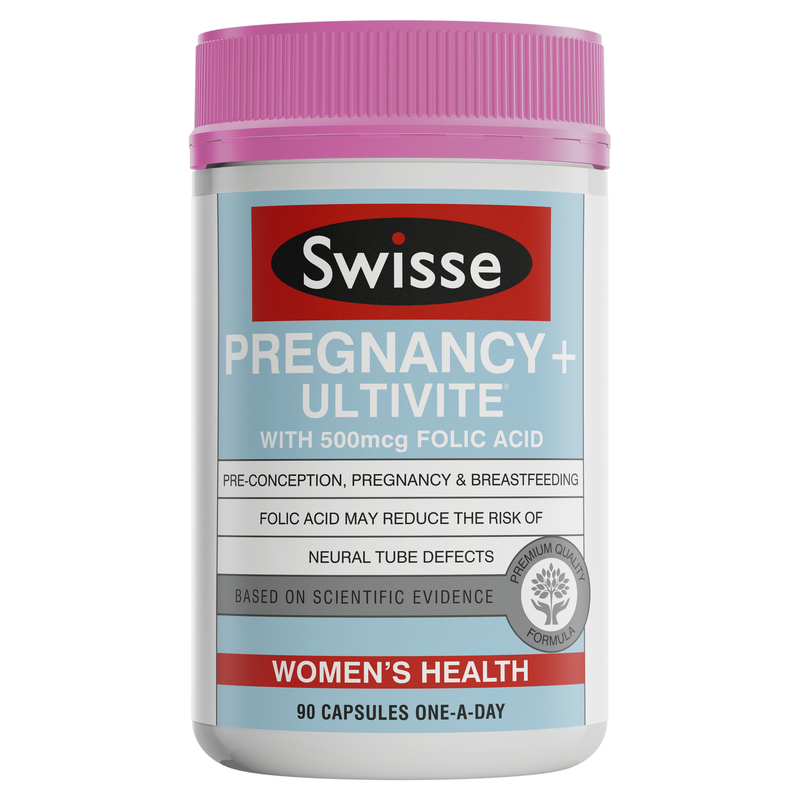 Swisse
PREGNANCY +
ULTIVITE®
WITH 500mcg FOLIC ACID
PRE-CONCEPTION, PREGNANCY & BREASTFEEDING
FOLIC ACID MAY REDUCE THE RISK OF
NEURAL TUBE DEFECTS
BASED ON SCIENTIFIC EVIDENCE
PREMIUM QUALITY
FORMULA
WOMEN'S HEALTH
90 CAPSULES ONE-A-DAY